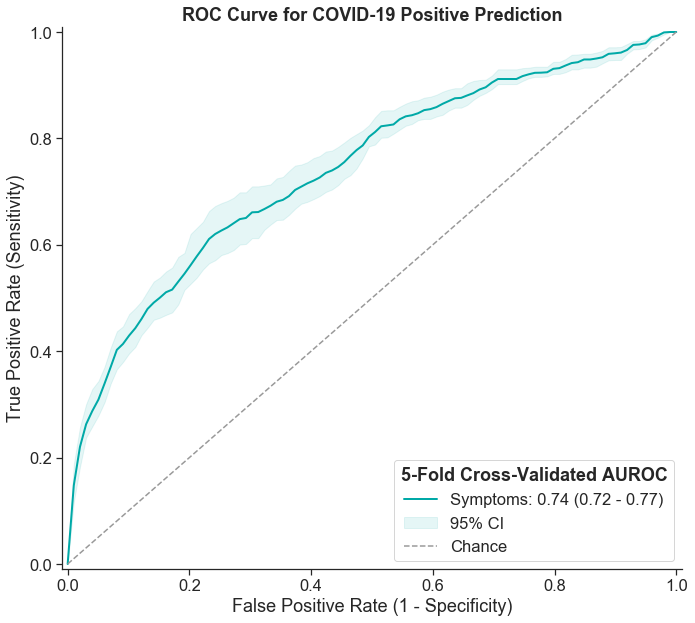 ROC Curve for COVID-19 Positive Prediction
True Positive Rate (Sensitivity)
1.0
0.8
0.6
0.4
0.2
0.0
5-Fold Cross-Validated AUROC
Symptoms: 0.74 (0.72 - 0.77)
95% CI
Chance
0.0 0.2 0.4 0.6 0.8 1.0
False Positive Rate (1 - Specificity)